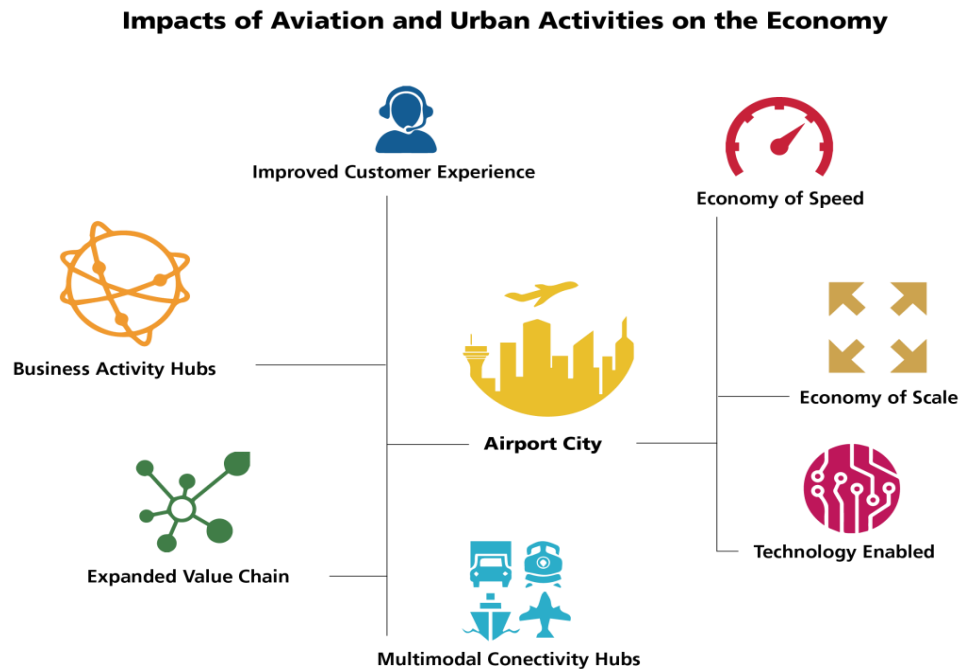 Impacts of Aviation and Urban Activities on the Economy
Improved Customer Experience
Economy of Speed
Business Activity Hubs
Economy of Scale
Airport City
Technology Enabled
Expanded Value Chain
Multimodal Conectivity Hubs